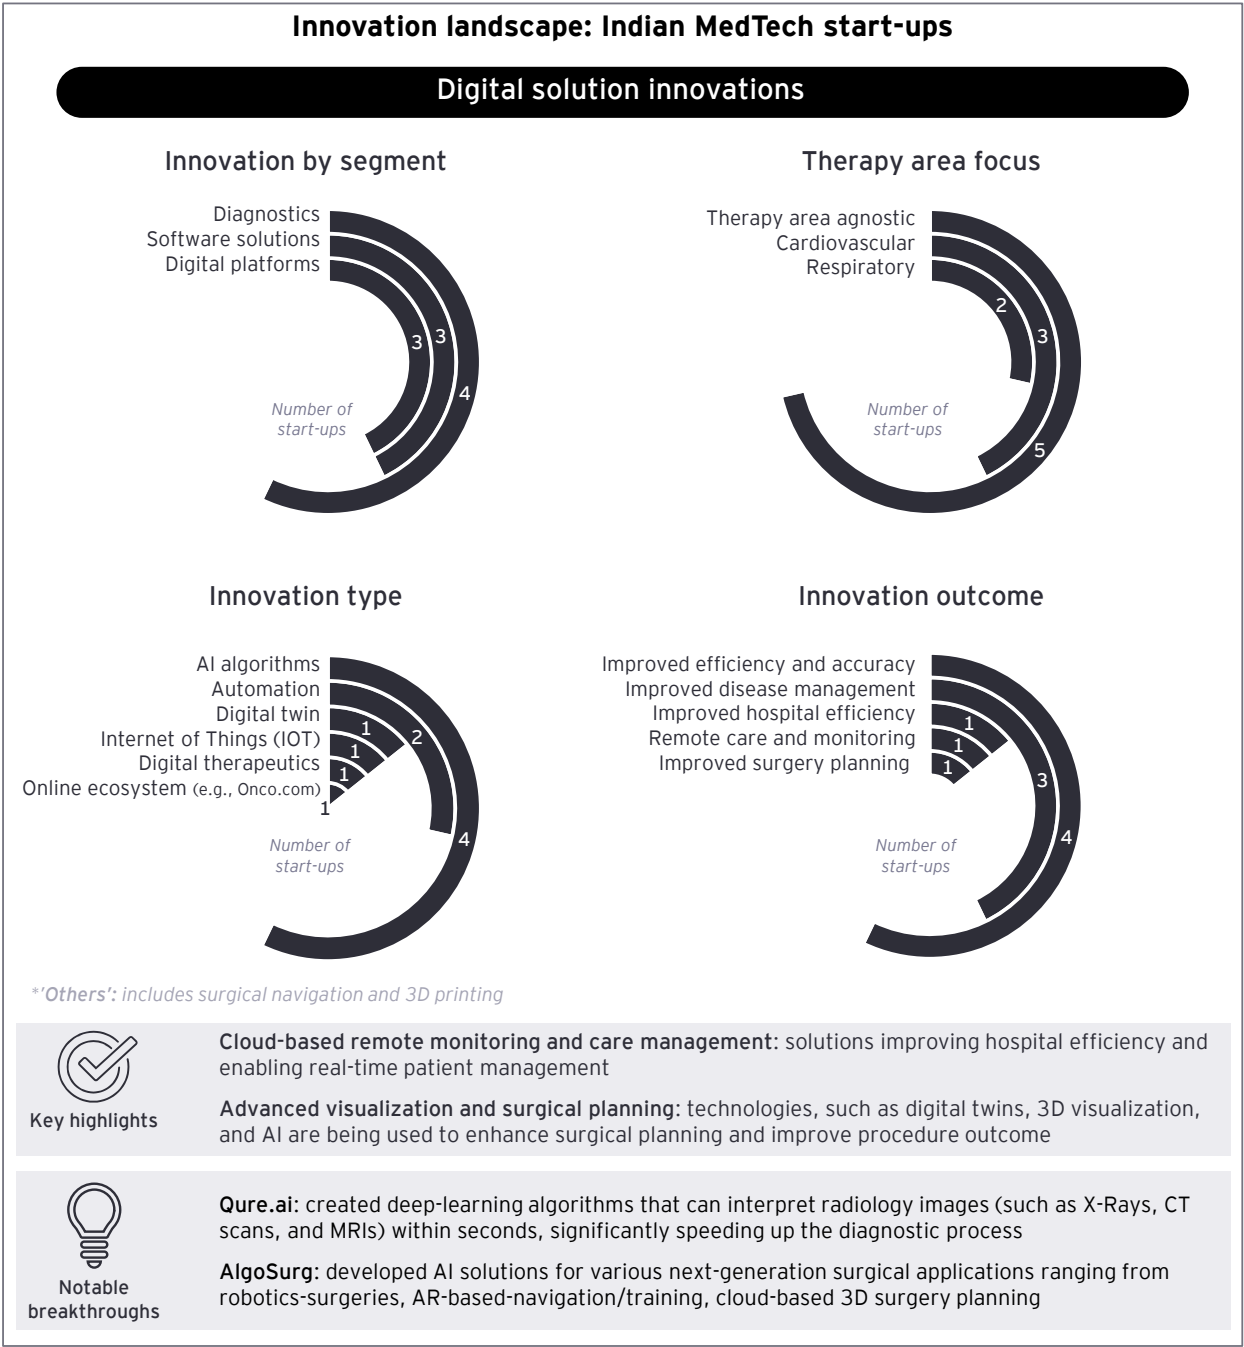 Innovation landscape: Indian MedTech start-ups
Digital solution innovations
Innovation by segment
Diagnostics
Software solutions
Digital platforms
3
3
4
Number of
start-ups
Therapy area focus
Therapy area agnostic
Cardiovascular
Respiratory
2
3
5
Number of
start-ups
Innovation type
AI algorithms
Automation
Digital twin
Internet of Things (IOT)
Digital therapeutics
Online ecosystem (e.g., Onco.com)
1
2
1
1
1
4
Number of
start-ups
Innovation outcome
Improved efficiency and accuracy
Improved disease management
Improved hospital efficiency
Remote care and monitoring
Improved surgery planning
1
1
1
3
4
Number of
start-ups
*'Others': includes surgical navigation and 3D printing
Key highlights
Cloud-based remote monitoring and care management: solutions improving hospital efficiency and
enabling real-time patient management
Advanced visualization and surgical planning: technologies, such as digital twins, 3D visualization,
and AI are being used to enhance surgical planning and improve procedure outcome
Notable
breakthroughs
Qure.ai: created deep-learning algorithms that can interpret radiology images (such as X-Rays, CT
scans, and MRIs) within seconds, significantly speeding up the diagnostic process
AlgoSurg: developed AI solutions for various next-generation surgical applications ranging from
robotics-surgeries, AR-based-navigation/training, cloud-based 3D surgery planning